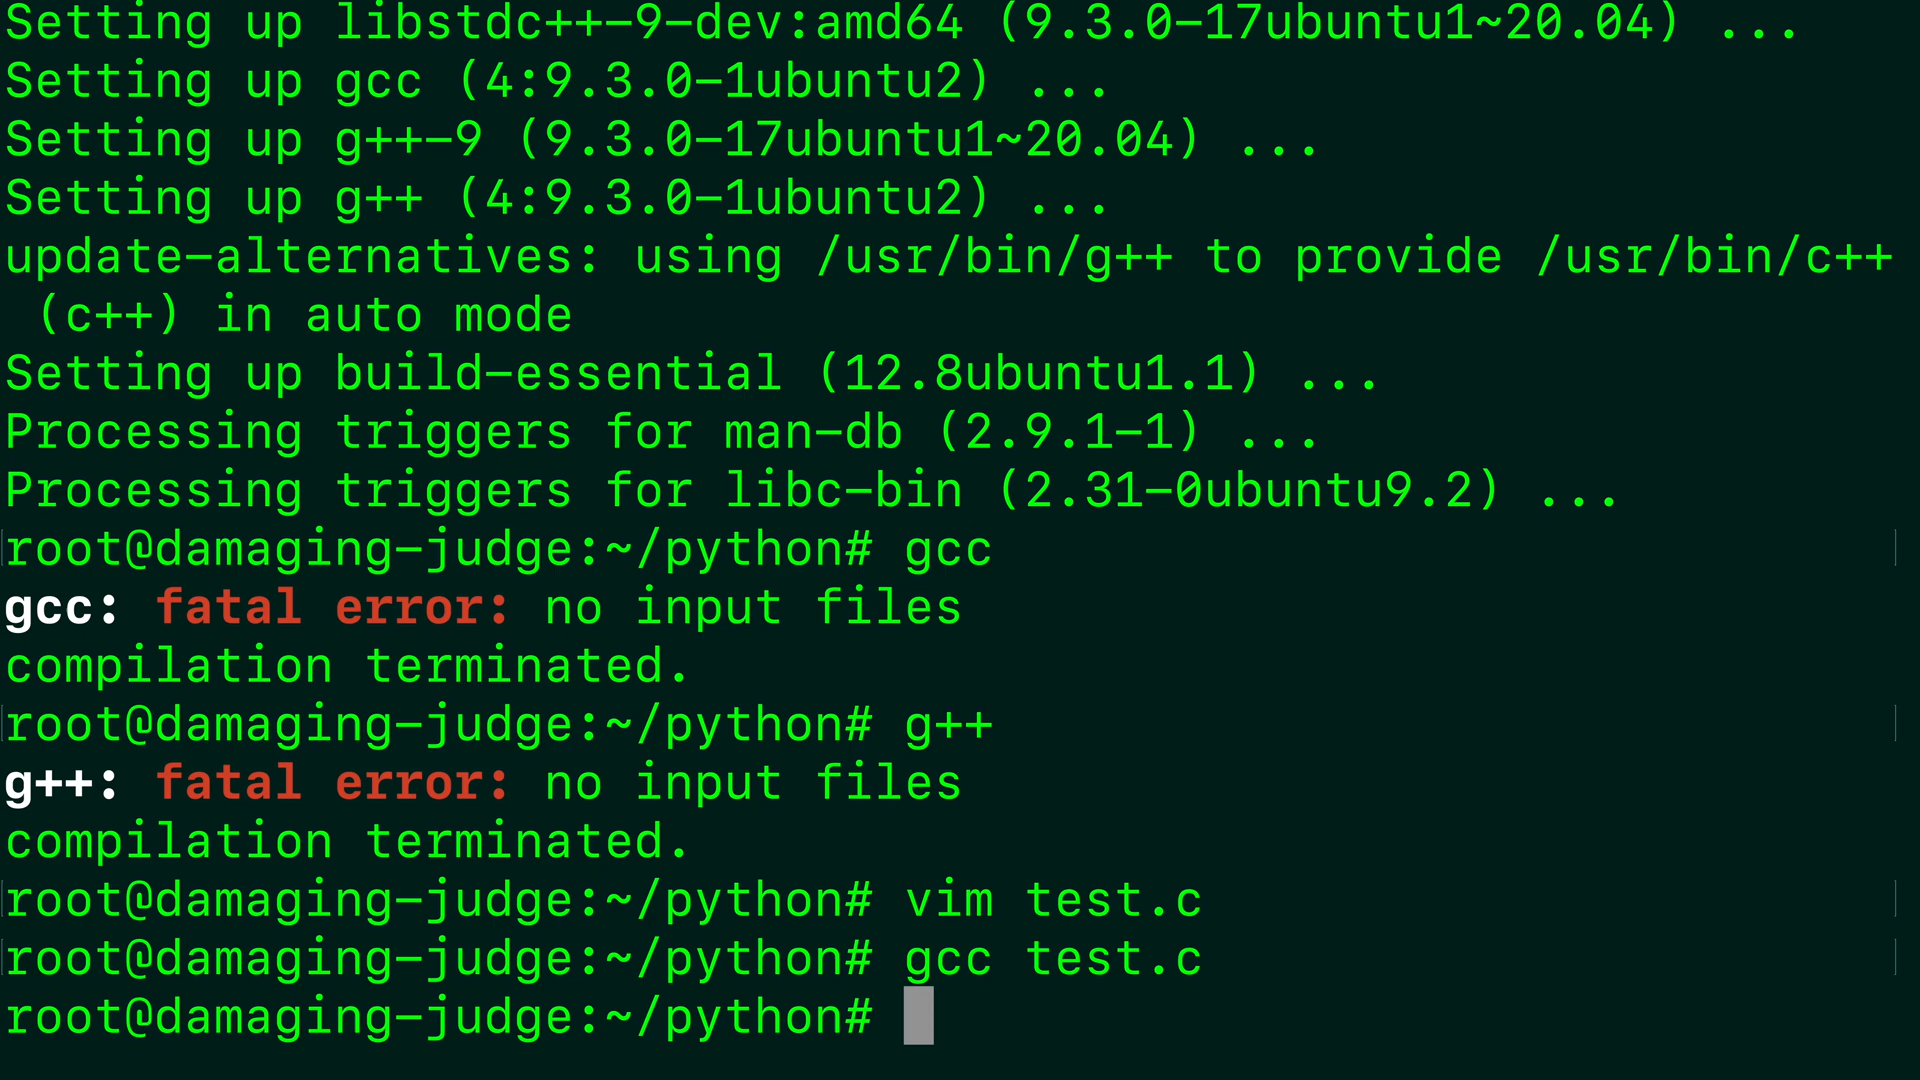 Setting up libstdc++-9-dev:amd64 (9.3.0-17ubuntu1~20.04) ...
Setting up gcc (4:9.3.0-1ubuntu2) ...
Setting up g++-9 (9.3.0-17ubuntu1~20.04) ...
Setting up g++ (4:9.3.0-1ubuntu2) ...
update-alternatives: using /usr/bin/g++ to provide /usr/bin/c++
 (c++) in auto mode
Setting up build-essential (12.8ubuntu1.1) ...
Processing triggers for man-db (2.9.1-1) ...
Processing triggers for libc-bin (2.31-0ubuntu9.2) ...
root@damaging-judge:~/python# gcc
gcc: fatal error: no input files
compilation terminated.
root@damaging-judge:~/python# g++
g++: fatal error: no input files
compilation terminated.
root@damaging-judge:~/python# vim test.c
root@damaging-judge:~/python# gcc test.c
root@damaging-judge:~/python#